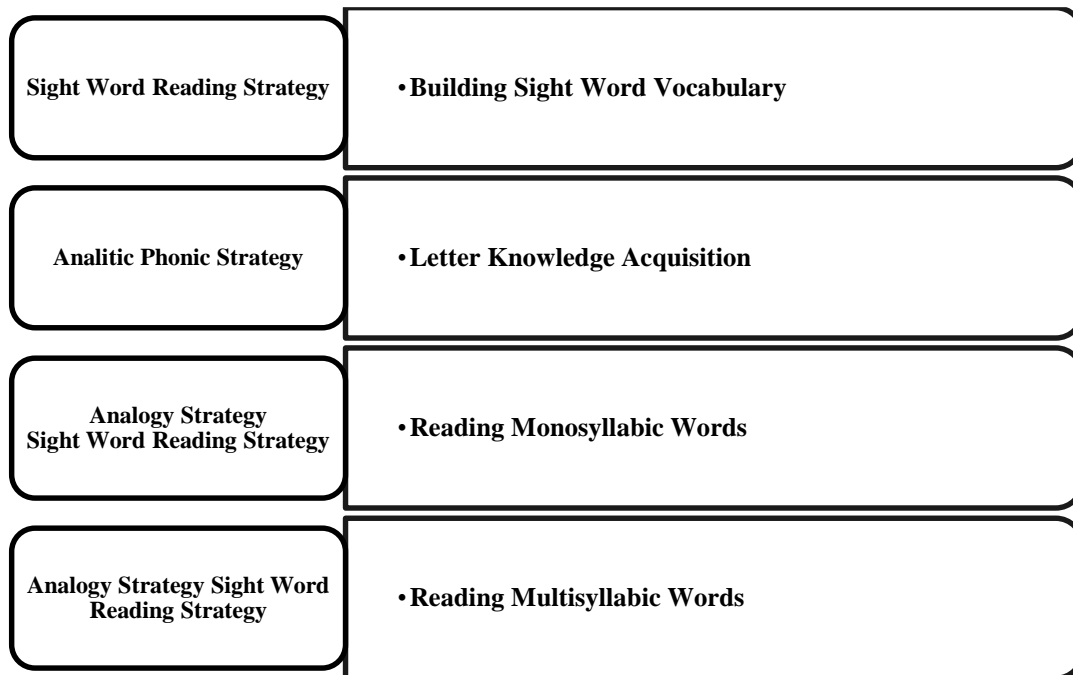 Sight Word Reading Strategy
•Building Sight Word Vocabulary
Analitic Phonic Strategy
•Letter Knowledge Acquisition
Analogy Strategy
Sight Word Reading Strategy
•Reading Monosyllabic Words
Analogy Strategy Sight Word
Reading Strategy
•Reading Multisyllabic Words